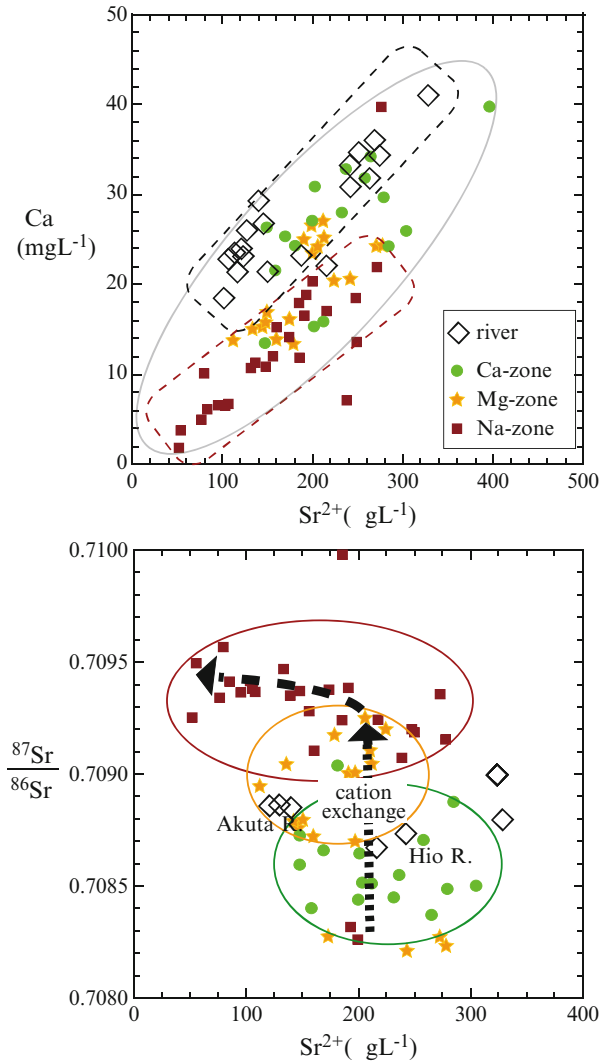 50
40
30
20
10
0
Ca
(mgL⁻¹)
river
Ca-zone
Mg-zone
Na-zone
0 100 200 300 400 500
Sr²⁺( gL⁻¹)
0.7100
0.7095
0.7090
0.7085
0.7080
⁸⁷Sr
⁸⁶Sr
cation
exchange
Akuta R.
Hio R.
0 100 200 300 400
Sr²⁺( gL⁻¹)